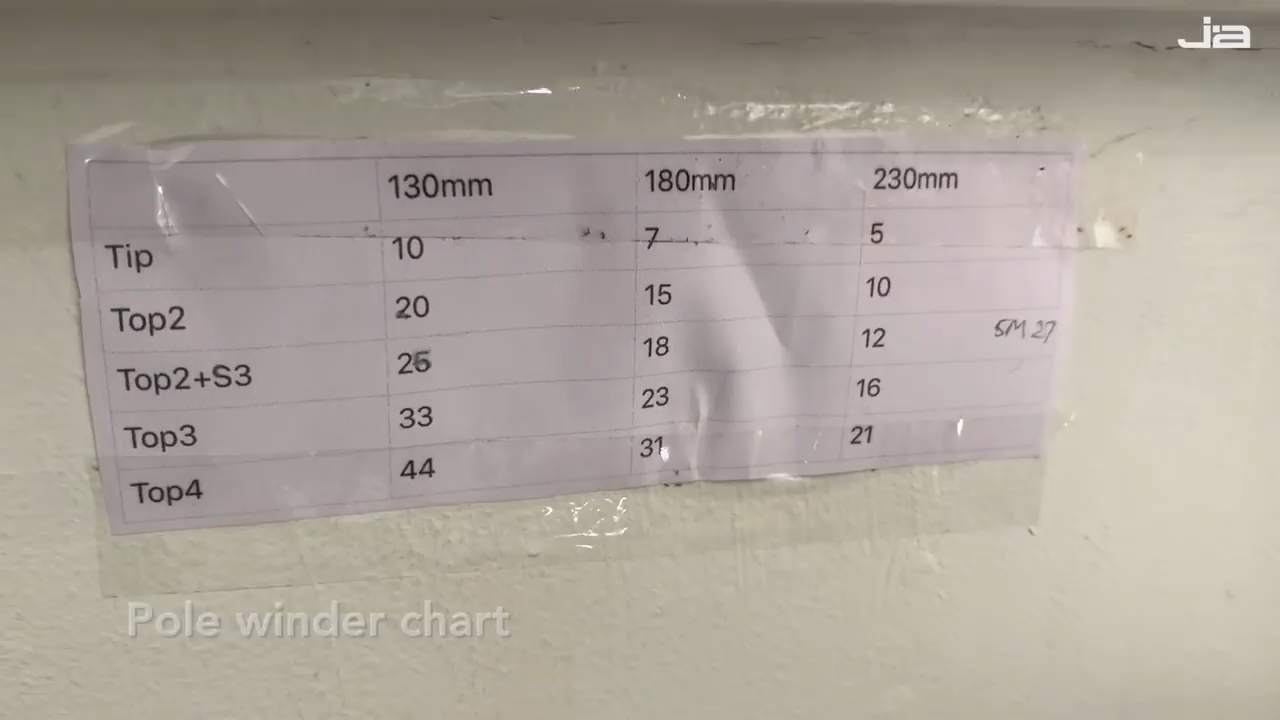 ja
130mm 180mm 230mm
Tip 10 7 5
Top2 20 15 10
Top2+S3 25 18 12 5M 27
Top3 33 23 16
Top4 44 31 21
Pole winder chart